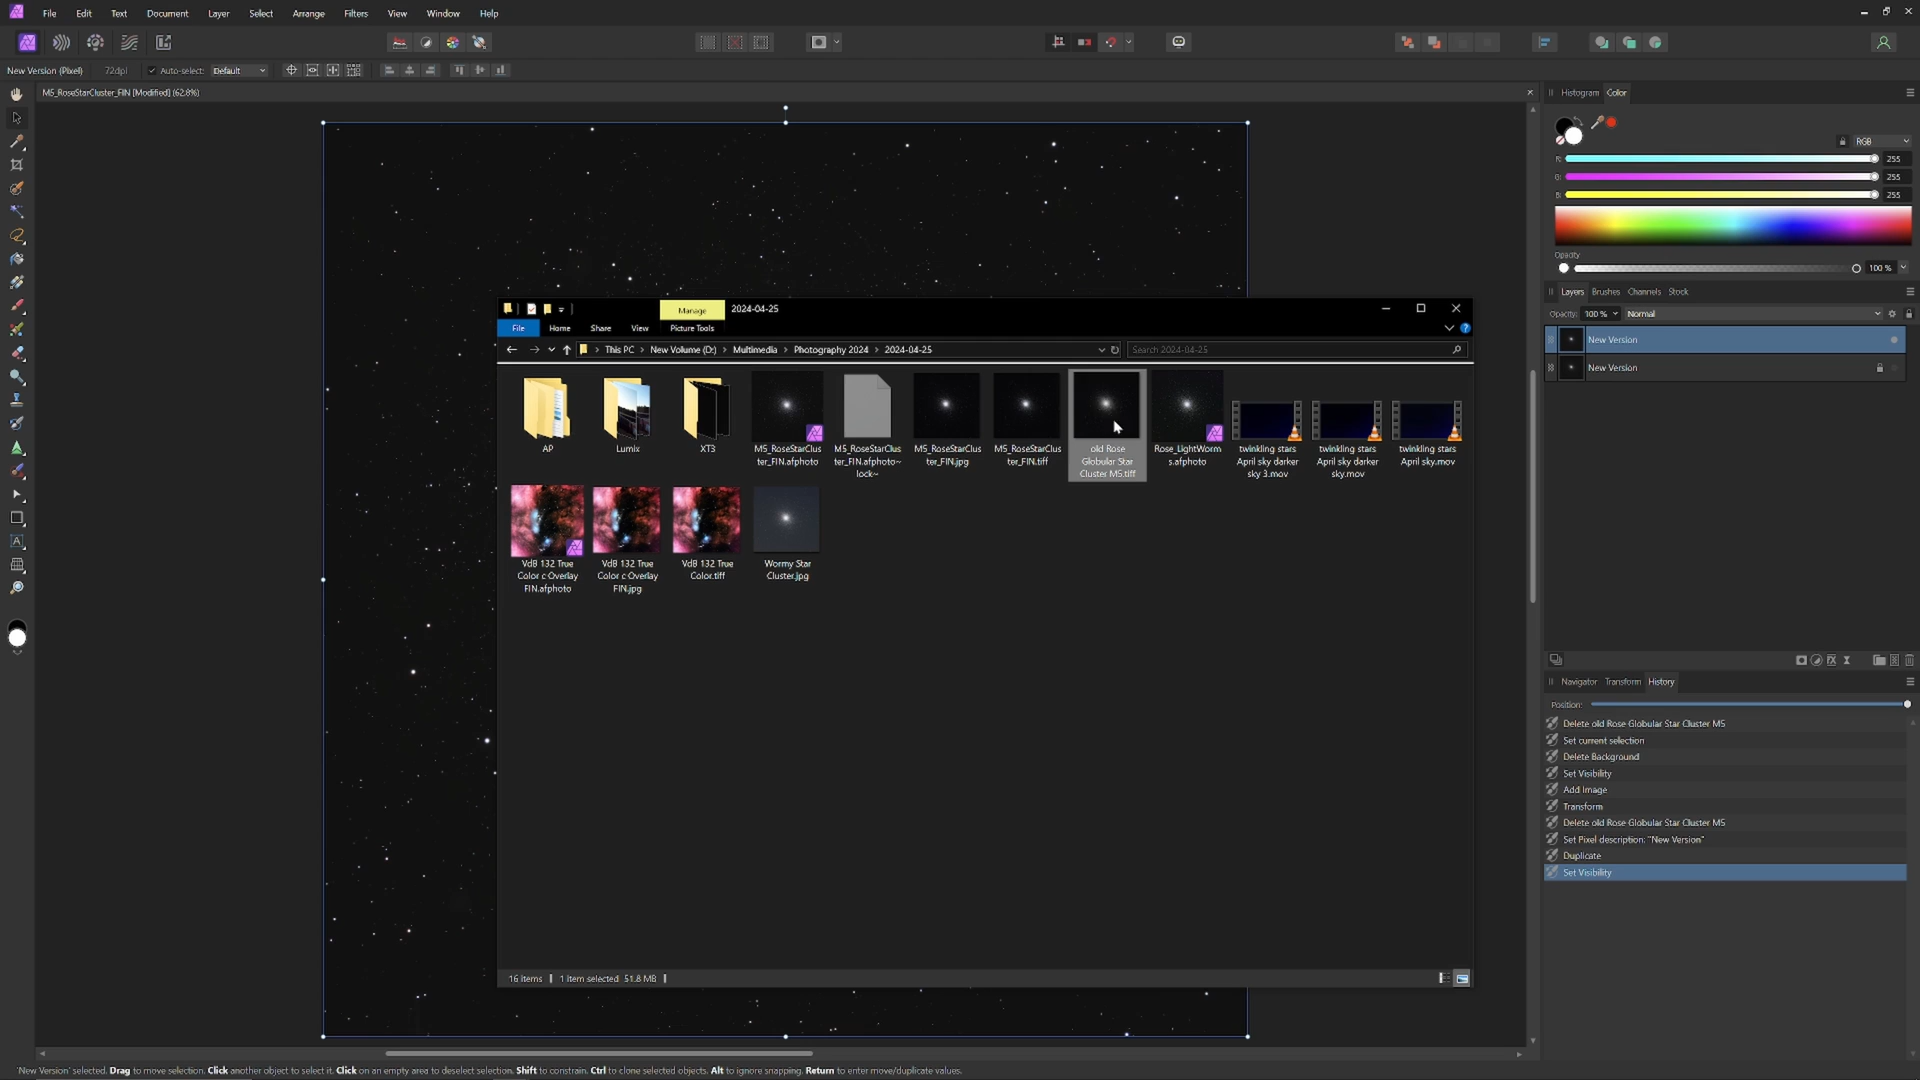 File Edit Text Document Layer Select Arrange Filters View Window Help
New Version (Pixel) 72dpi Auto-select: Default
M5_RoseStarCluster_FIN [Modified] (62.8%)
Histogram Color
RGB
R: 255
G: 255
B: 255
Opacity
100 %
Layers Brushes Channels Stock
Opacity: 100 % Normal
New Version
New Version
Manage 2024-04-25
File Home Share View Picture Tools
This PC New Volume (D:) Multimedia Photography 2024 2024-04-25 Search 2024-04-25
AP
Lumix
XT3
M5_RoseStarClus
ter_FIN.afphoto
M5_RoseStarClus
ter_FIN.afphoto~
lock~
M5_RoseStarClus
ter_FIN.jpg
M5_RoseStarClus
ter_FIN.tiff
old Rose
Globular Star
Cluster M5.tiff
Rose_LightWorm
s.afphoto
twinkling stars
April sky darker
sky 3.mov
twinkling stars
April sky darker
sky.mov
twinkling stars
April sky.mov
VdB 132 True
Color c Overlay
FIN.afphoto
VdB 132 True
Color c Overlay
FIN.jpg
VdB 132 True
Color.tiff
Wormy Star
Cluster.jpg
16 items 1 item selected 51.8 MB
Navigator Transform History
Position:
Delete old Rose Globular Star Cluster M5
Set current selection
Delete Background
Set Visibility
Add Image
Transform
Delete old Rose Globular Star Cluster M5
Set Pixel description: "New Version"
Duplicate
Set Visibility
'New Version' selected. Drag to move selection. Click another object to select it. Click on an empty area to deselect selection. Shift to constrain. Ctrl to clone selected objects. Alt to ignore snapping. Return to enter move/duplicate values.